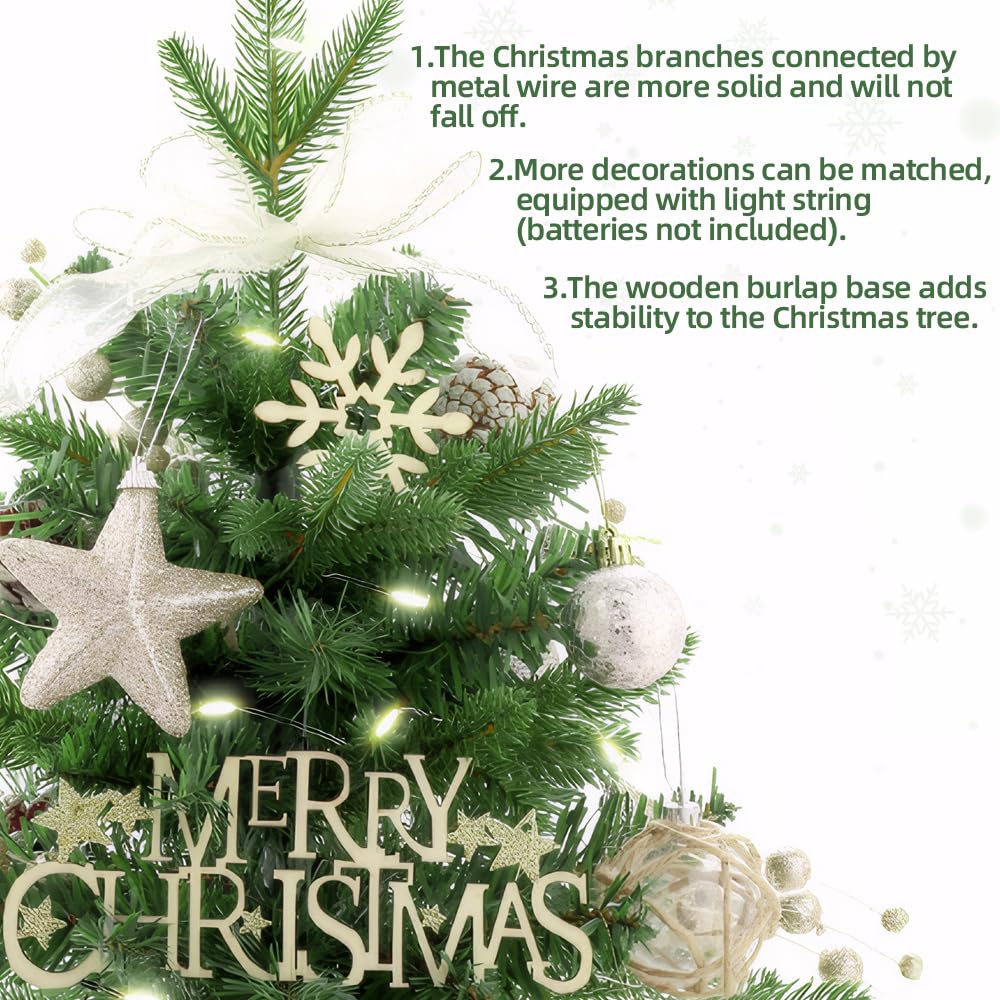 1.The Christmas branches connected by
metal wire are more solid and will not
fall off.
2.More decorations can be matched,
equipped with light string
(batteries not included).
3.The wooden burlap base adds
stability to the Christmas tree.
MERRY
CHRISTMAS